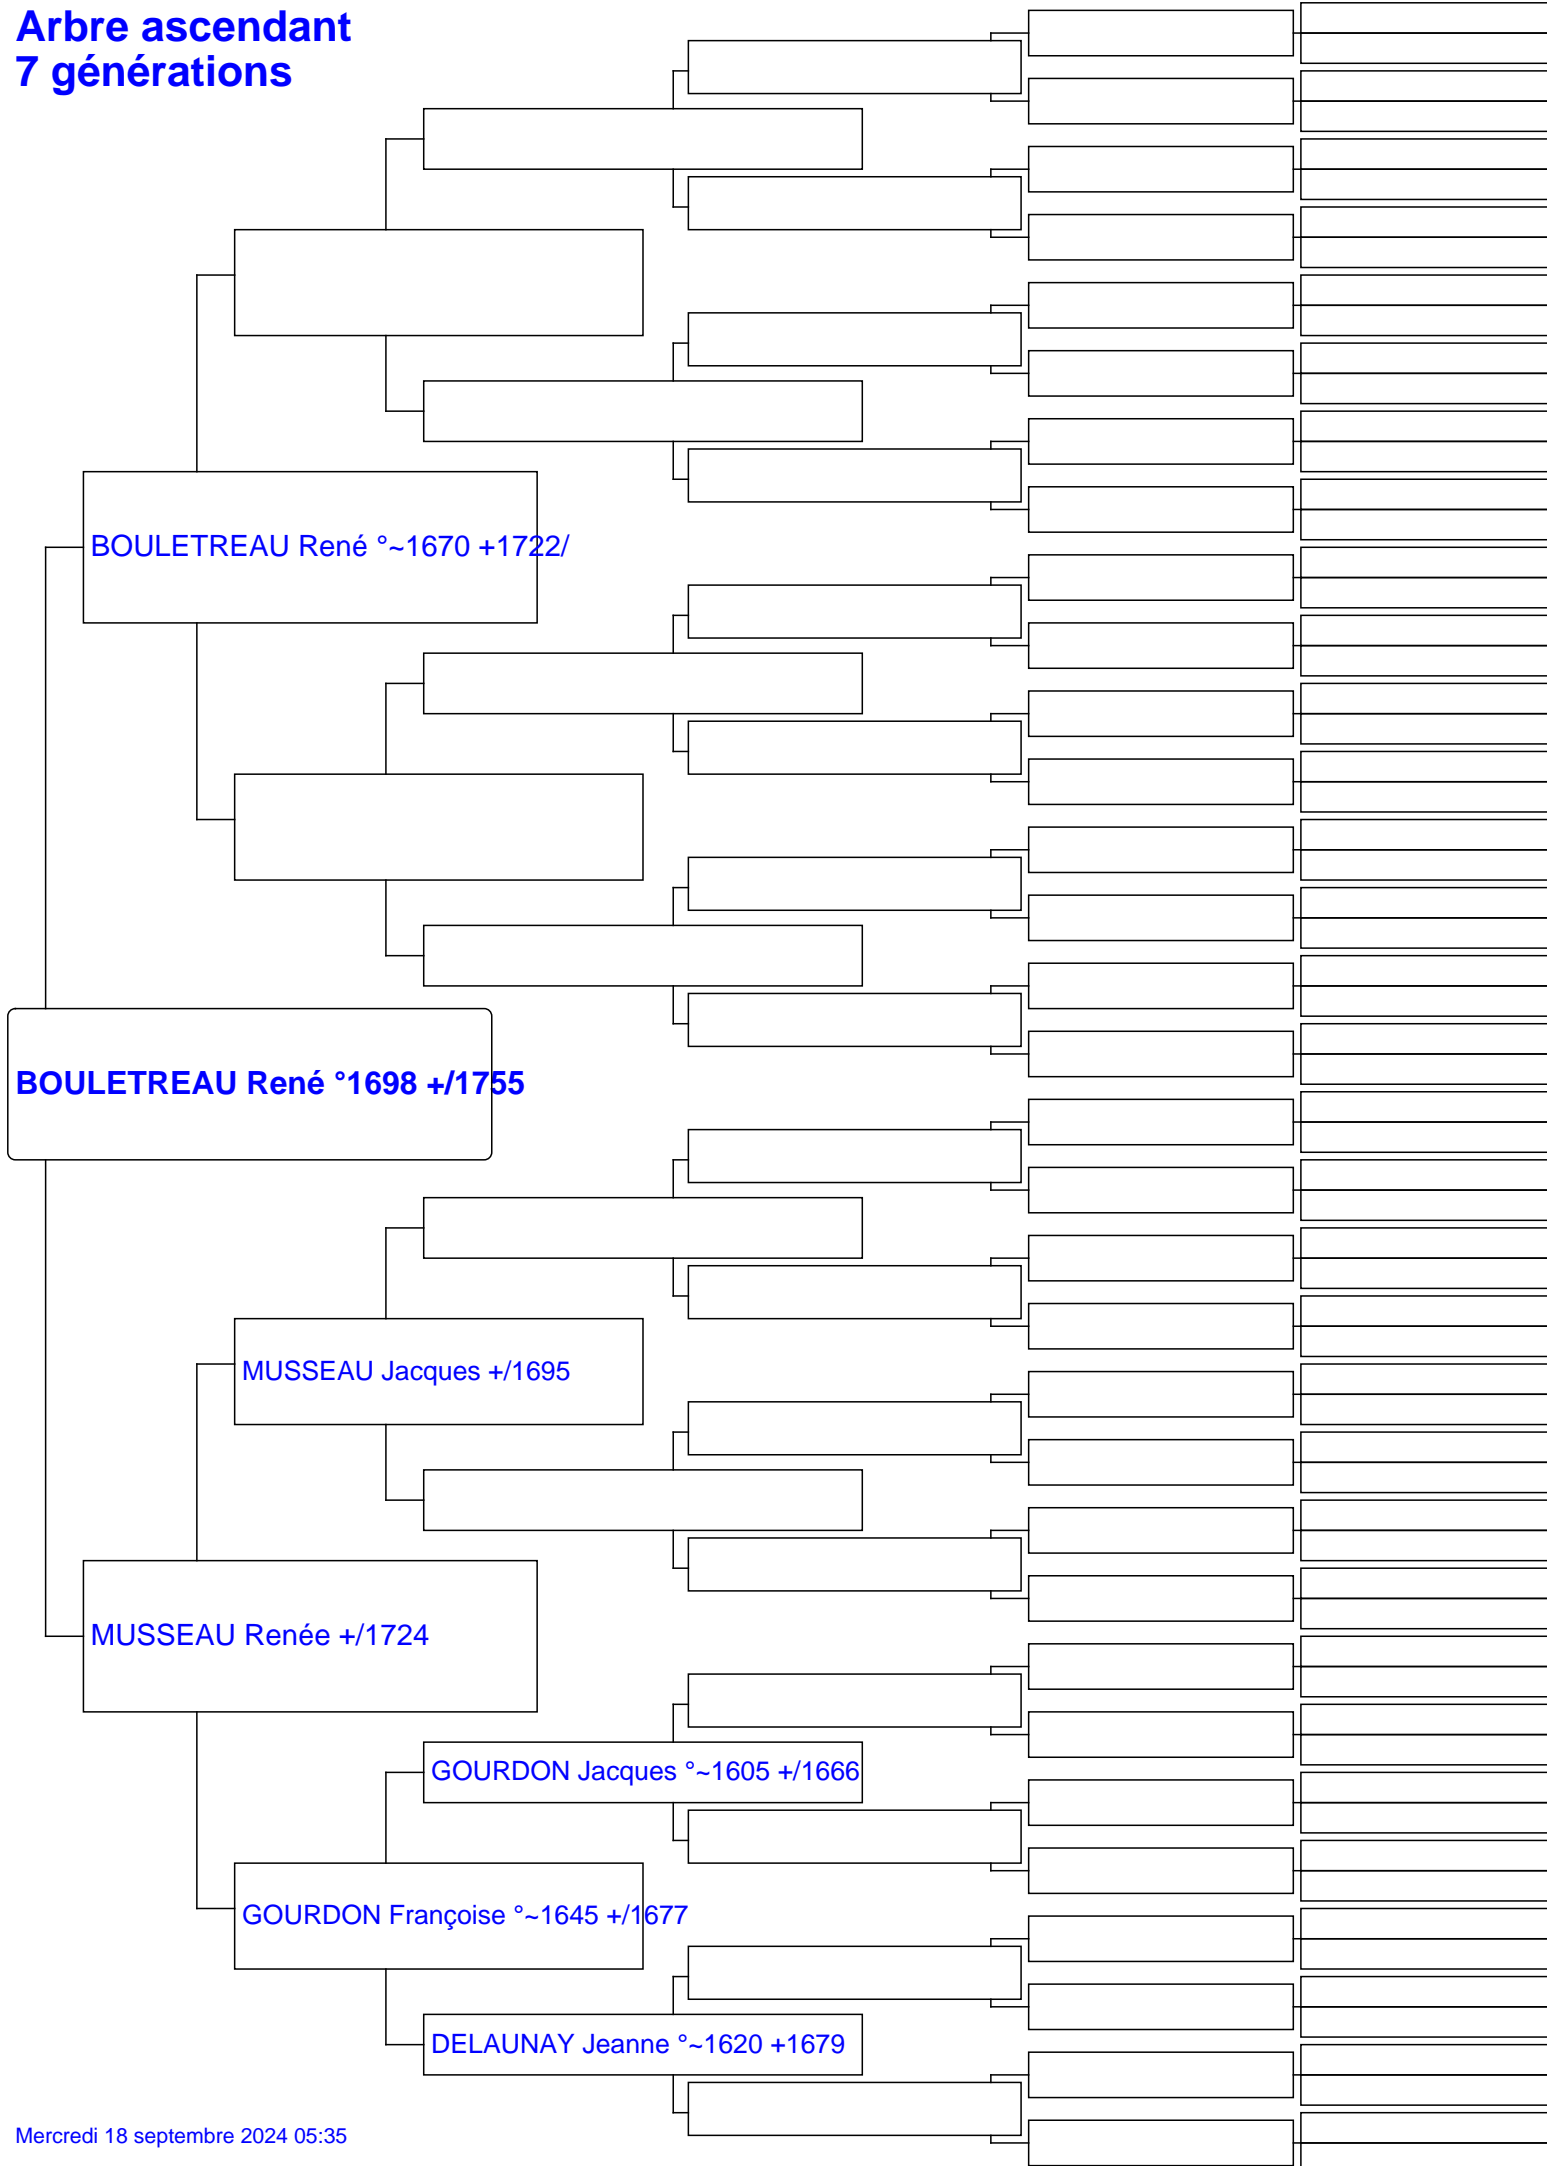 Arbre ascendant
7 générations
BOULETREAU René °~1670 +1722/
BOULETREAU René °1698 +/1755
MUSSEAU Jacques +/1695
MUSSEAU Renée +/1724
GOURDON Jacques °~1605 +/1666
GOURDON Françoise °~1645 +/1677
DELAUNAY Jeanne °~1620 +1679
Mercredi 18 septembre 2024 05:35